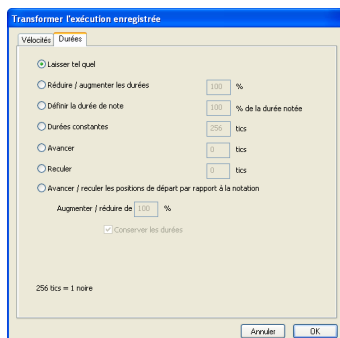 Transformer l'exécution enregistrée
Vélocités Durées
Laisser tel quel
Réduire / augmenter les durées 100 %
Définir la durée de note 100 % de la durée notée
Durées constantes 256 tics
Avancer 0 tics
Reculer 0 tics
Avancer / reculer les positions de départ par rapport à la notation
Augmenter / réduire de 100 %
Conserver les durées
256 tics = 1 noire
Annuler OK